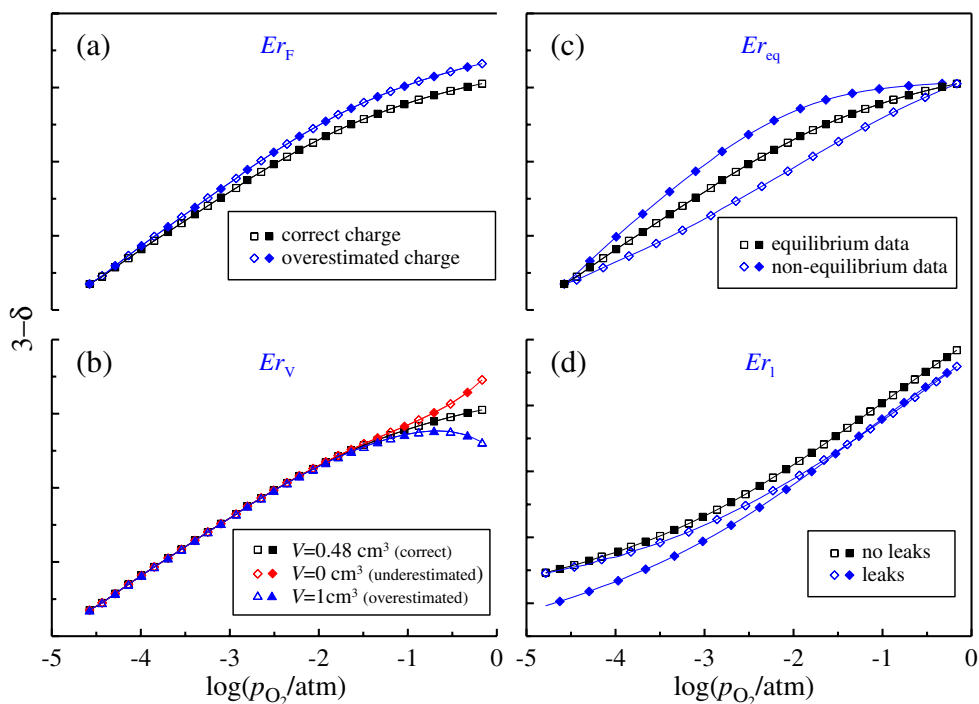 (a)
Er_F
correct charge
overestimated charge
(c)
Er_eq
equilibrium data
non-equilibrium data
3−δ
(b)
Er_V
V=0.48 cm³ (correct)
V=0 cm³ (underestimated)
V=1cm³ (overestimated)
-5 -4 -3 -2 -1 0
log(p_O₂/atm)
(d)
Er_l
no leaks
leaks
-5 -4 -3 -2 -1 0
log(p_O₂/atm)